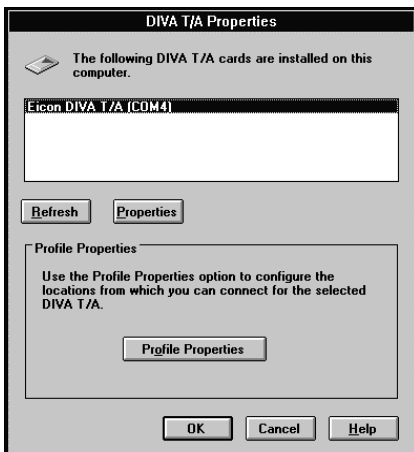 DIVA T/A Properties
The following DIVA T/A cards are installed on this
computer.
Eicon DIVA T/A (COM4)
Refresh Properties
Profile Properties
Use the Profile Properties option to configure the
locations from which you can connect for the selected
DIVA T/A.
Profile Properties
OK Cancel Help